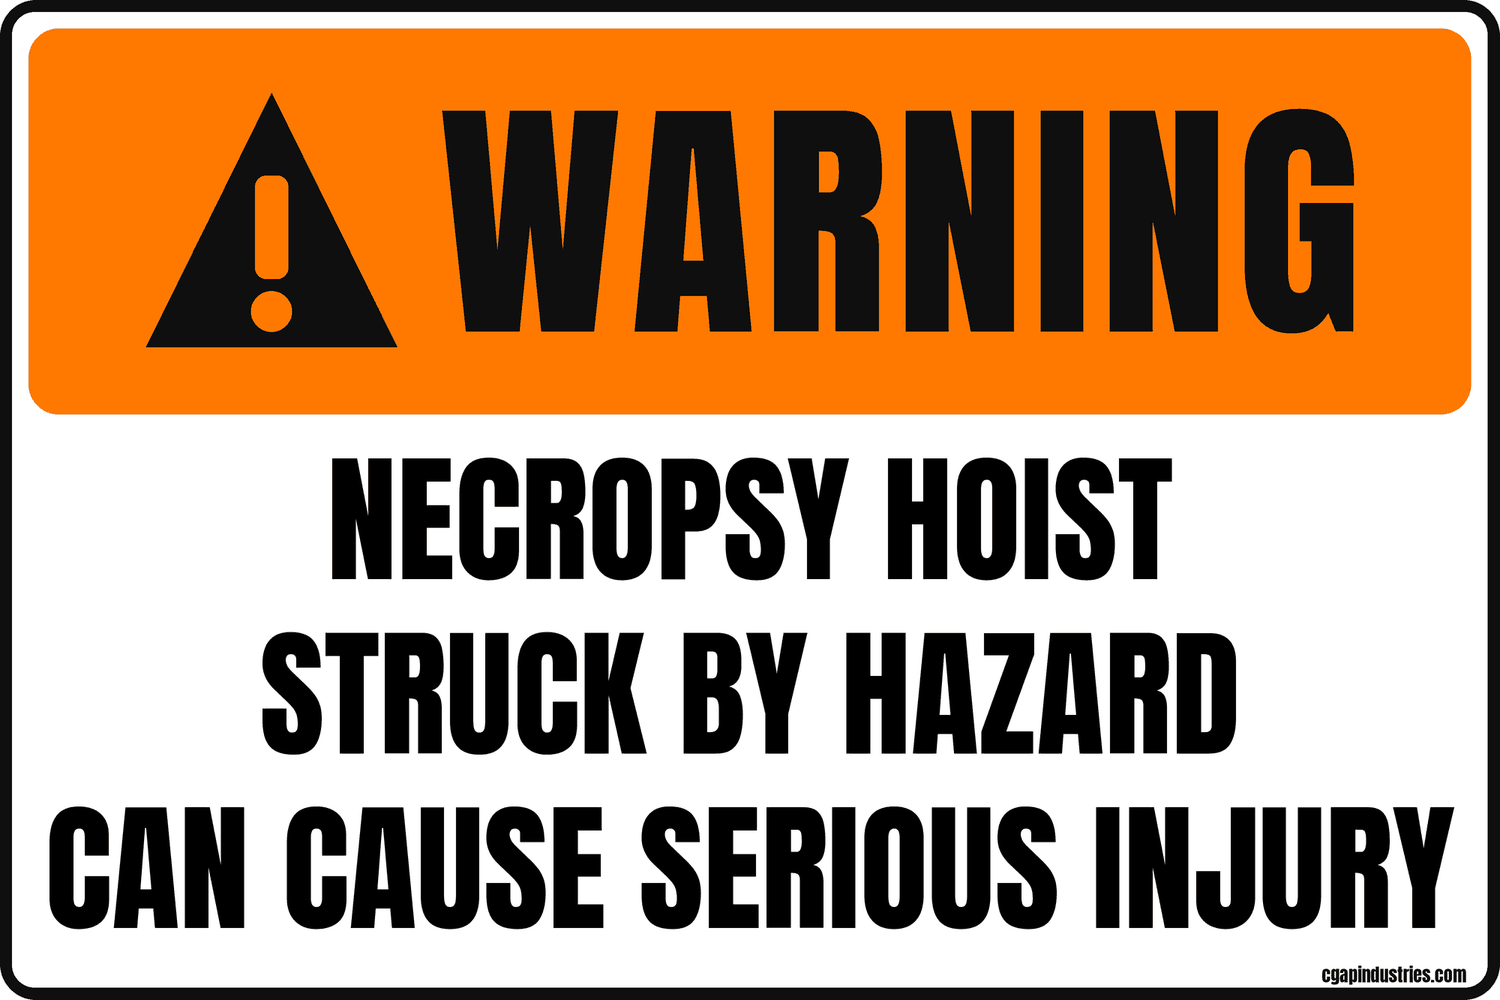 WARNING
NECROPSY HOIST
STRUCK BY HAZARD
CAN CAUSE SERIOUS INJURY
cgapindustries.com